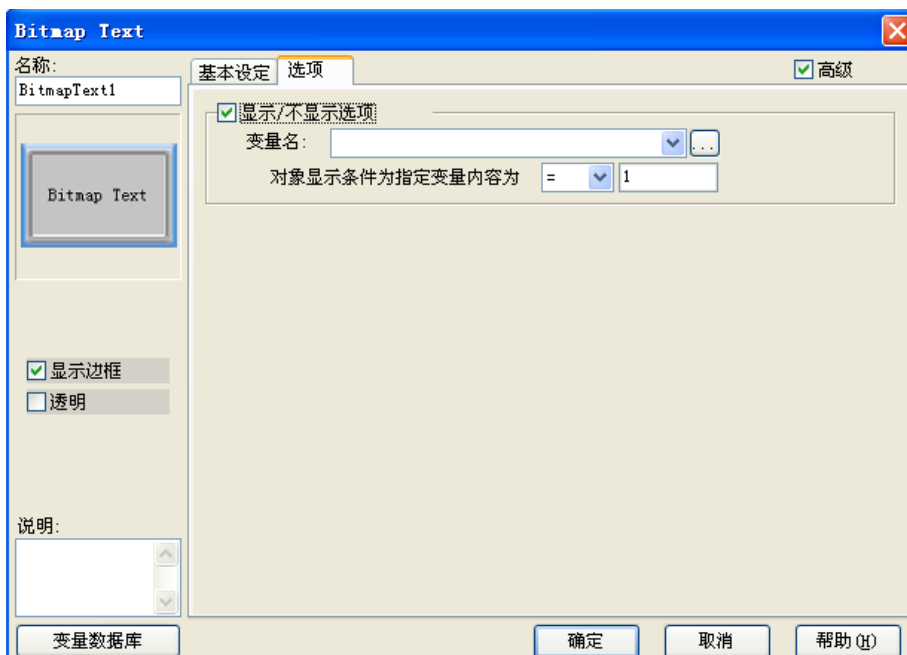 Bitmap Text
名称:
BitmapText1
基本设定 选项
高级
显示/不显示选项
变量名:
...
对象显示条件为指定变量内容为 = 1
Bitmap Text
显示边框
透明
说明:
变量数据库
确定 取消 帮助(H)